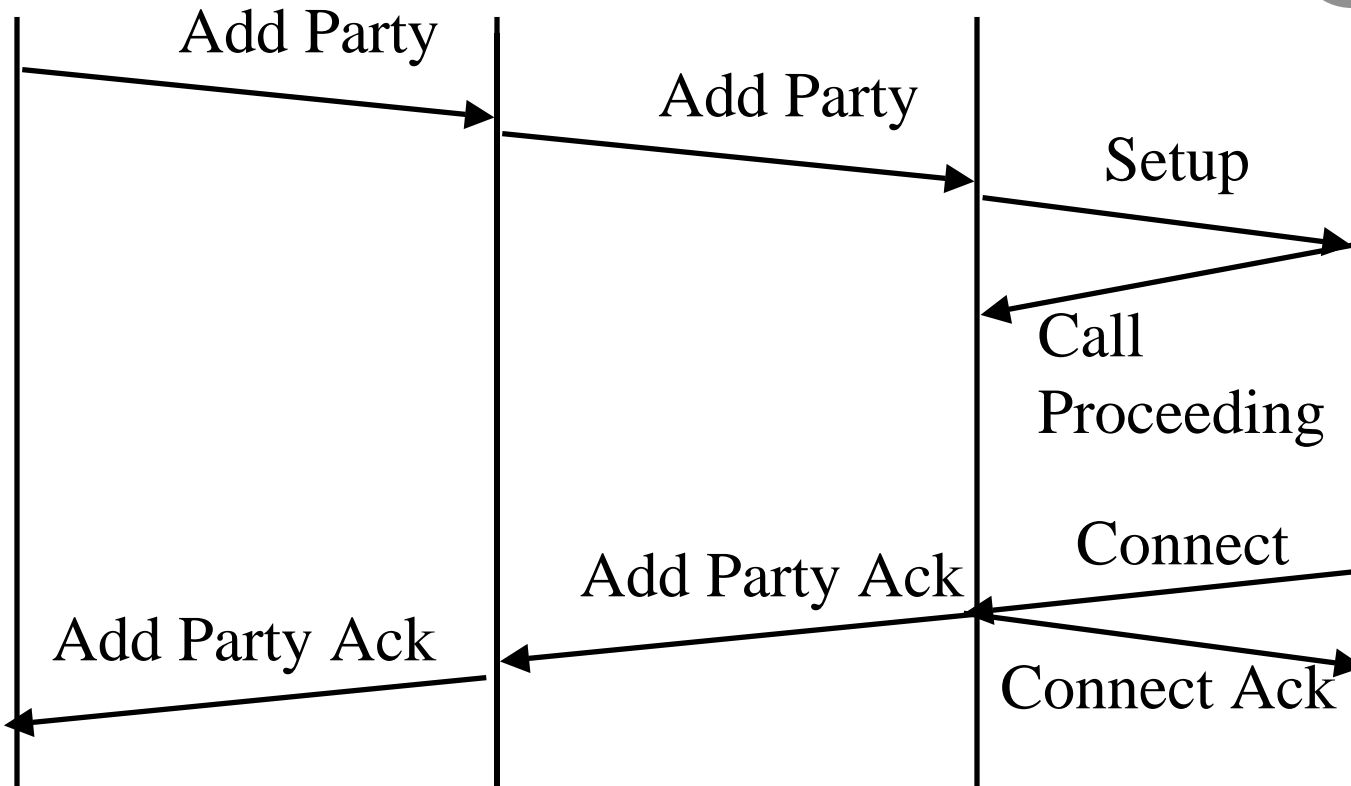 Add Party
Add Party
Setup
Call
Proceeding
Connect
Add Party Ack
Add Party Ack
Connect Ack